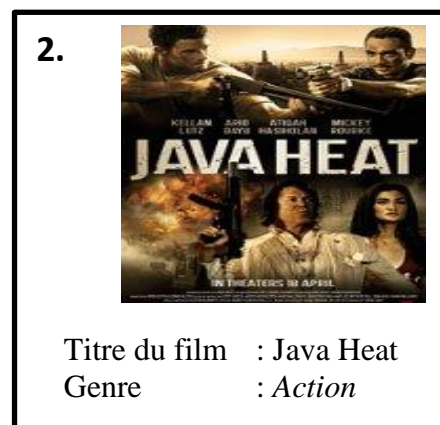 2.
KELLAN ARIO ATIQAH MICKEY
LUTZ BAYU HASIHOLAN ROURKE
JAVA HEAT
IN THEATERS 18 APRIL
Titre du film : Java Heat
Genre : Action